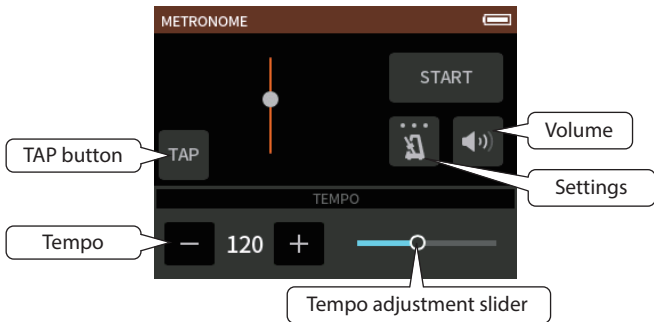 METRONOME
START
Volume
TAP button
TAP
Settings
TEMPO
Tempo
− 120 +
Tempo adjustment slider